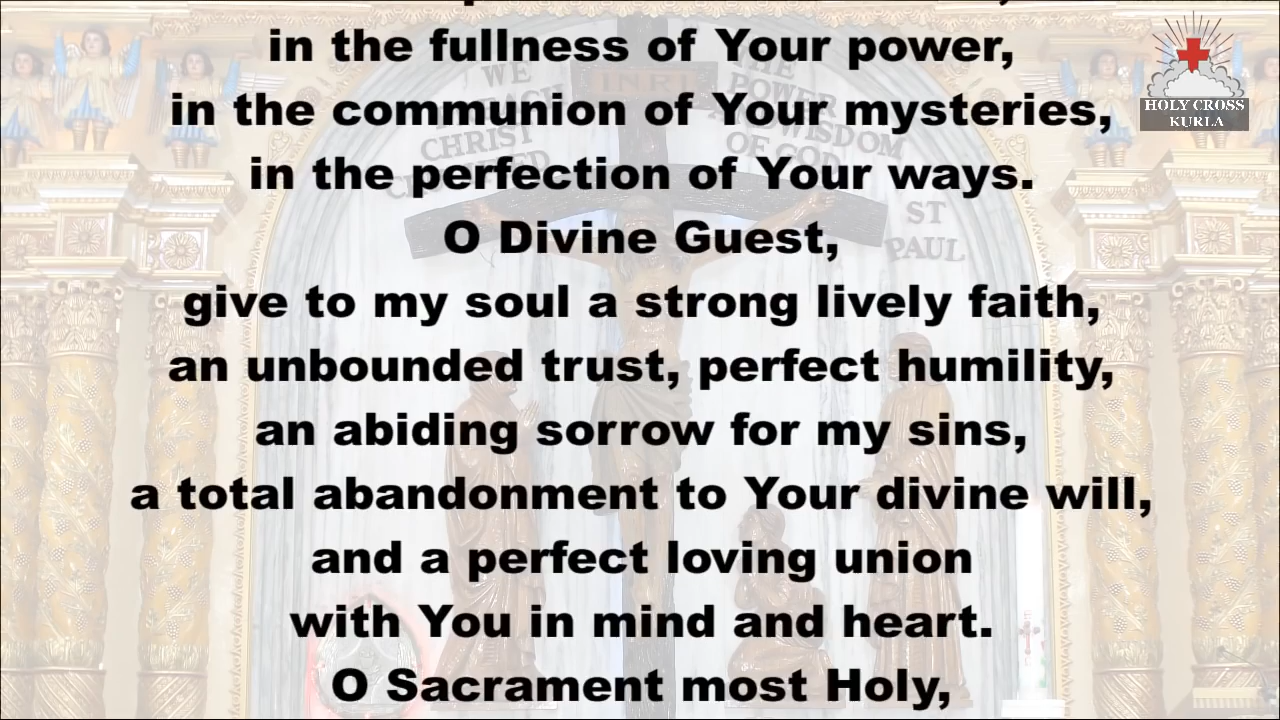 in the fullness of Your power,
in the communion of Your mysteries,
in the perfection of Your ways.
O Divine Guest,
give to my soul a strong lively faith,
an unbounded trust, perfect humility,
an abiding sorrow for my sins,
a total abandonment to Your divine will,
and a perfect loving union
with You in mind and heart.
O Sacrament most Holy,
HOLY CROSS
KURLA
WE
CHRIST
INRI
POWER
WISDOM
OF GOD
ST
PAUL